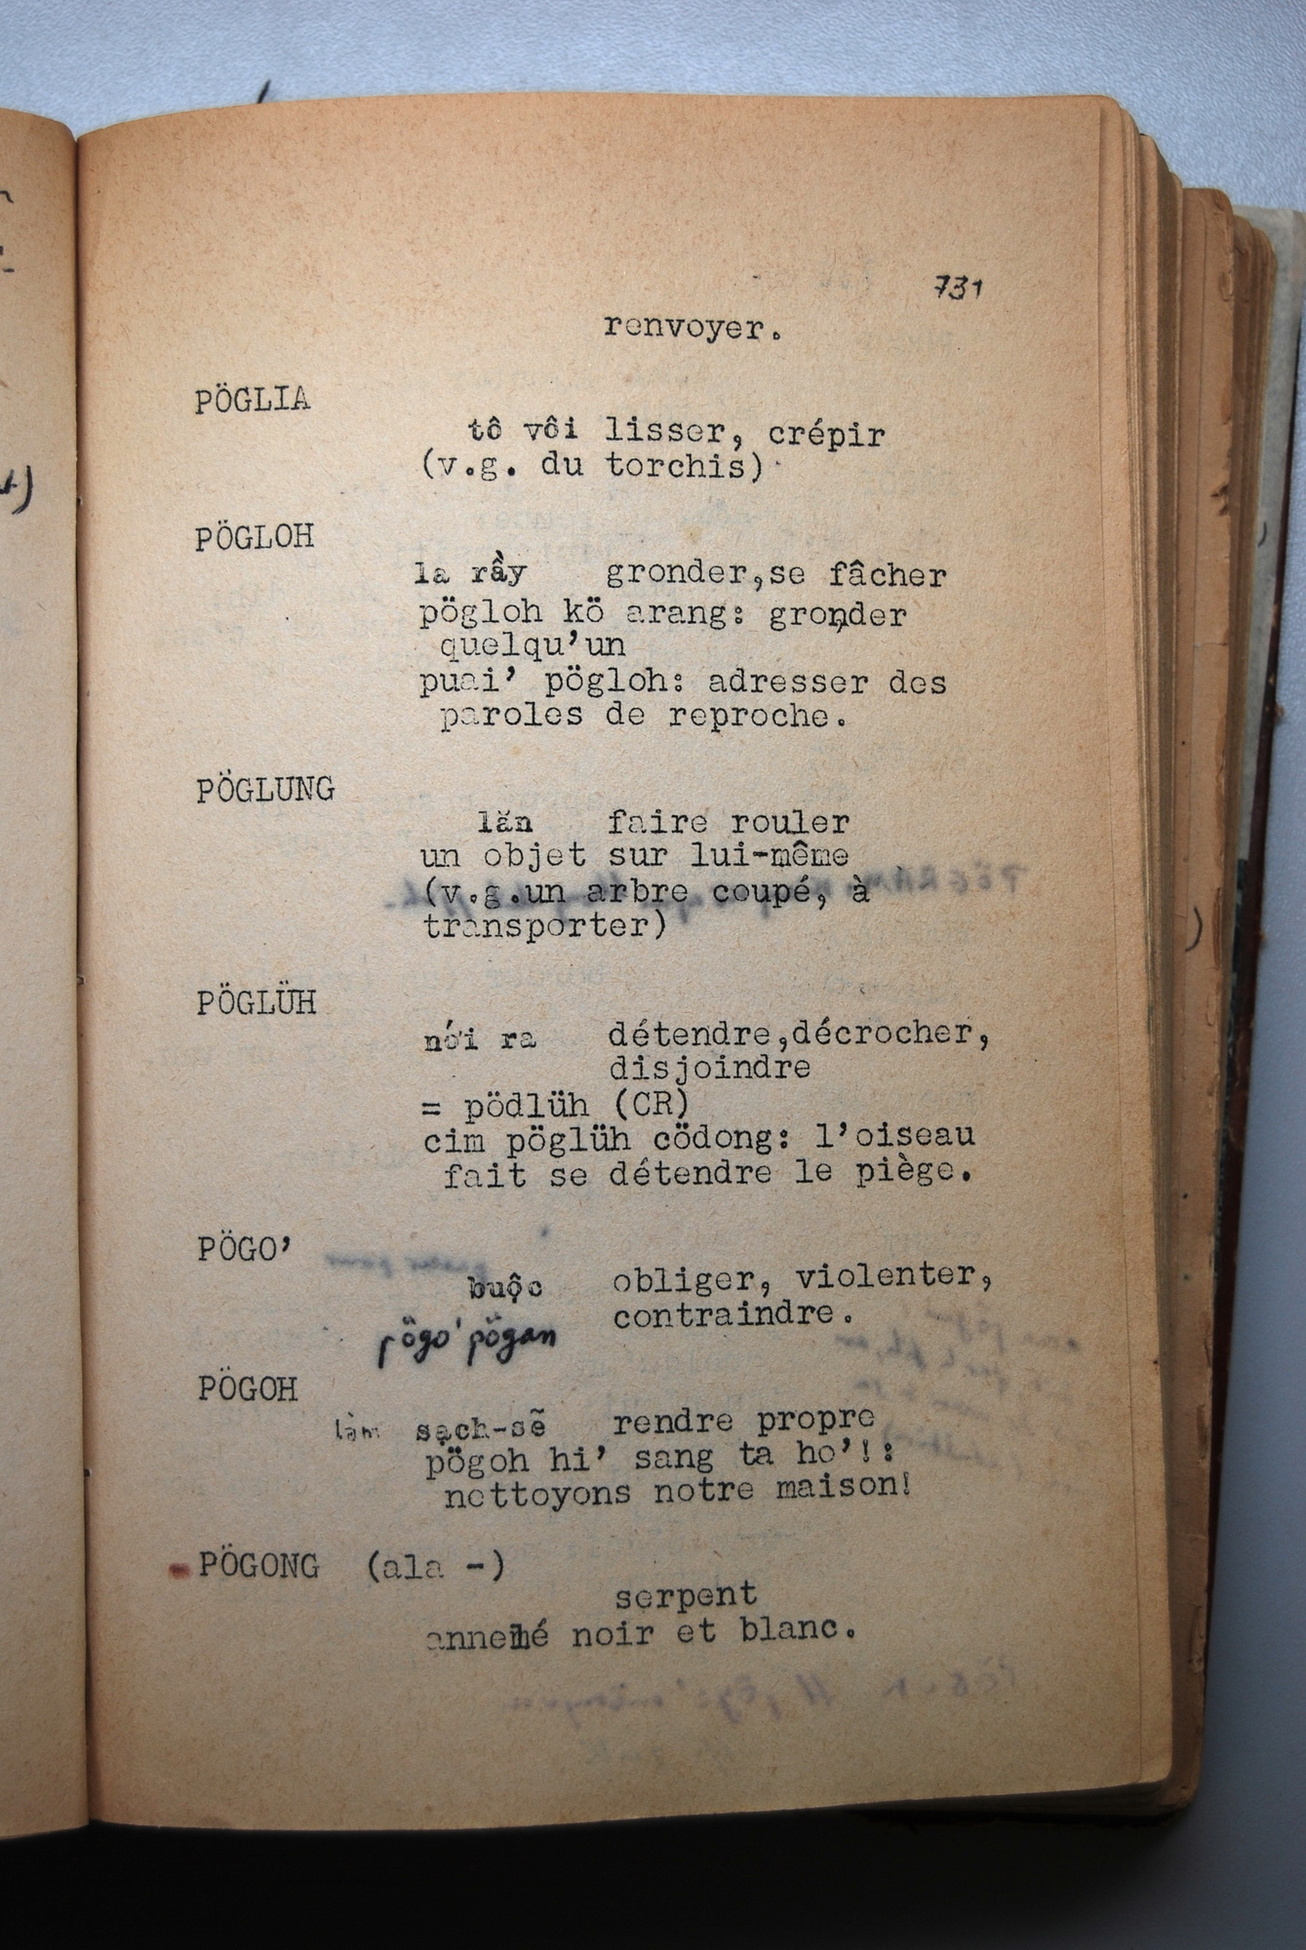 731
renvoyer.
PÖGLIA
tô vôi lisser, crépir
(v.g. du torchis)
PÖGLOH
la rầy gronder,se fâcher
pögloh kö arang: gronder
quelqu'un
puai' pögloh: adresser des
paroles de reproche.
PÖGLUNG
lăn faire rouler
un objet sur lui-même
(v.g.un arbre coupé, à
transporter)
PÖGLÜH
nới ra détendre,décrocher,
disjoindre
= pödlüh (CR)
cim pöglüh cödong: l'oiseau
fait se détendre le piège.
PÖGO'
buộc obliger, violenter,
contraindre.
pögo' pögan
PÖGOH
làm sạch-sẽ rendre propre
pögoh hi' sang ta ho'!:
nettoyons notre maison!
PÖGONG (ala -)
serpent
noir et blanc.